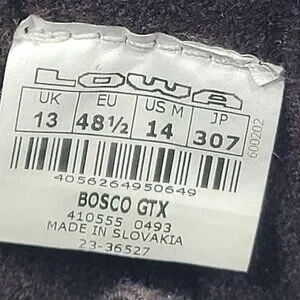 LOWA
UK EU US M JP
13 48½ 14 307
600202
4056264950649
BOSCO GTX
410555 0493
MADE IN SLOVAKIA
23-36527